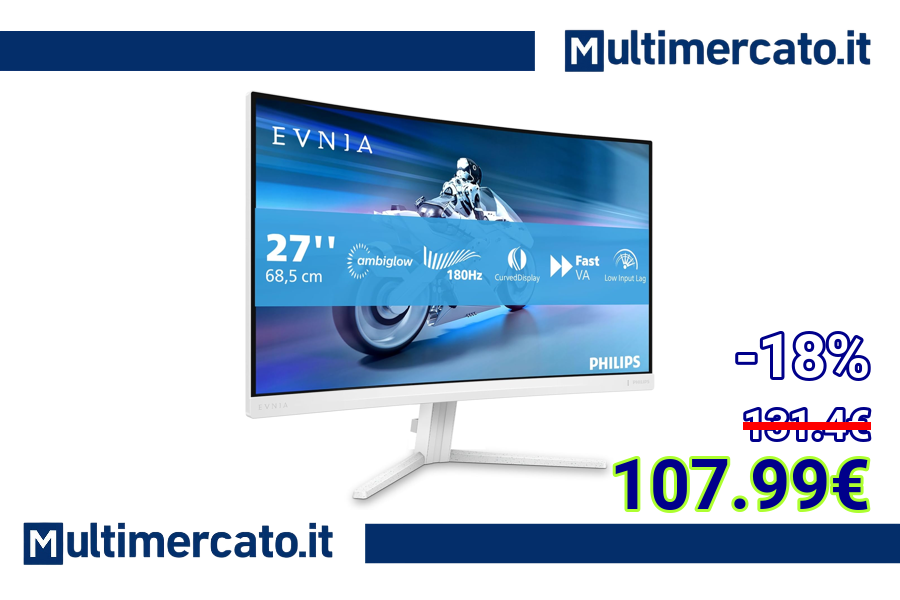 Multimercato.it
EVNIA
27''
68,5 cm
ambiglow
180Hz
CurvedDisplay
Fast
VA
Low Input Lag
PHILIPS
EVNIA
-18%
131.4€
107.99€
Multimercato.it